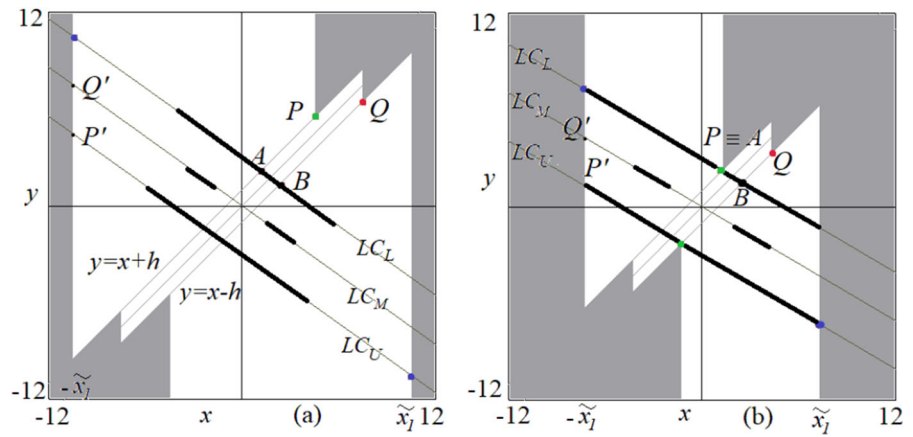 12
Q'
P'
y
P
Q
A
B
y=x+h
y=x-h
LC_L
LC_M
LC_U
-12
-x̃_1
-12
x
(a)
x̃_1
12
12
LC_L
LC_M
Q'
P ≡ A
Q
LC_U
P'
B
y
-12
-12
-x̃_1
x
(b)
x̃_1
12